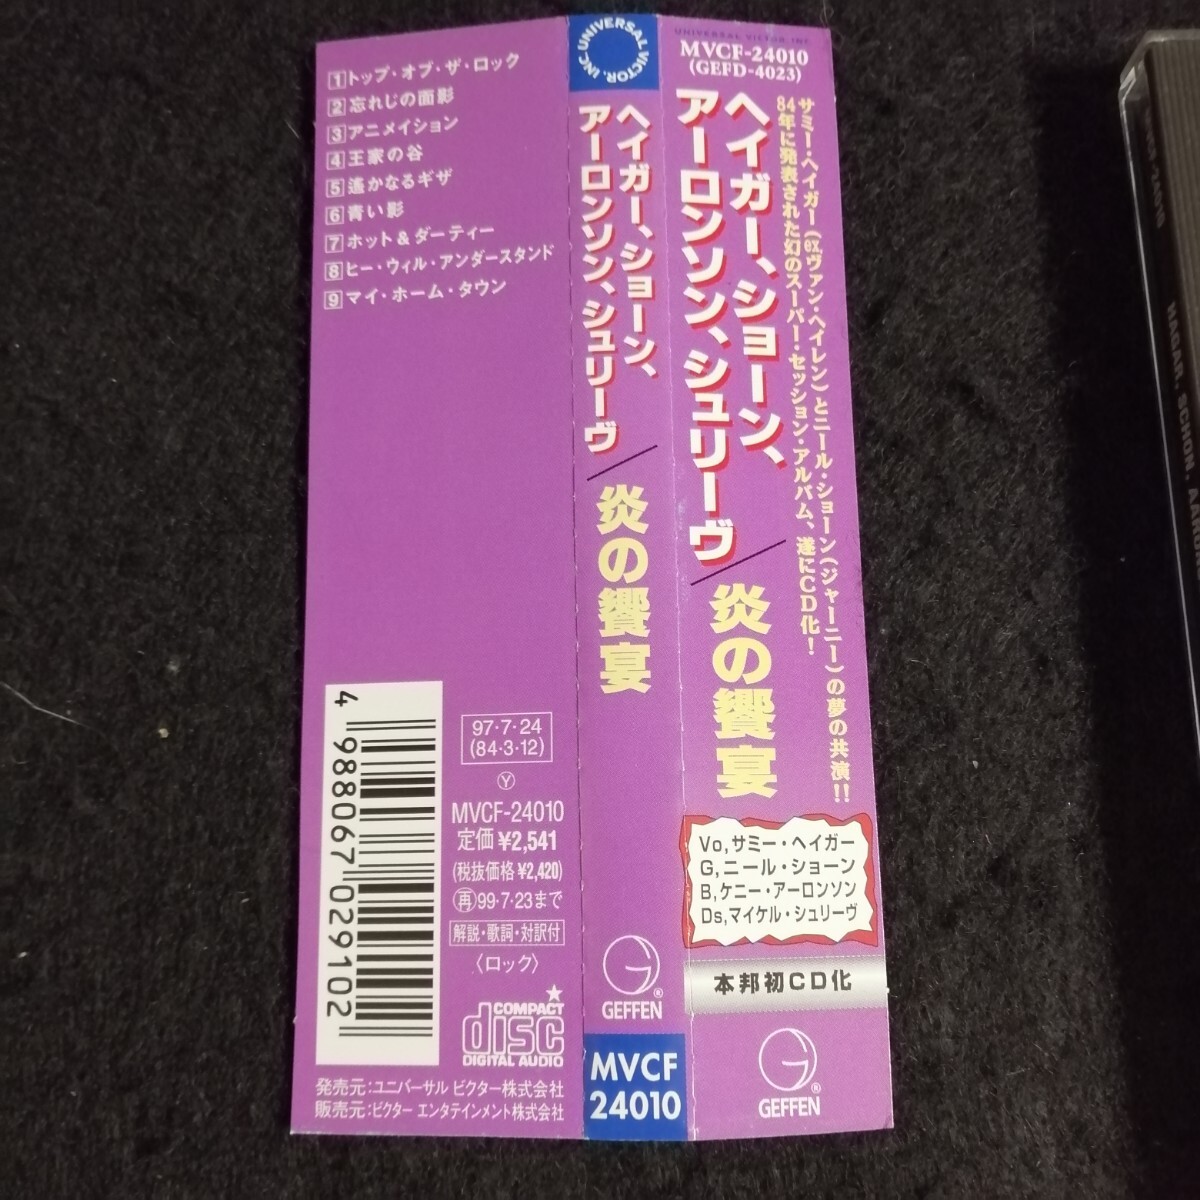 1 トップ・オブ・ザ・ロック
2 忘れじの面影
3 アニメイション
4 王家の谷
5 遙かなるギザ
6 青い影
7 ホット&ダーティー
8 ヒー・ウィル・アンダースタンド
9 マイ・ホーム・タウン
4 988067 029102
97・7・24
(84・3・12)
Y
MVCF-24010
定価¥2,541
(税抜価格¥2,420)
再99・7・23まで
解説・歌詞・対訳付
〈ロック〉
COMPACT
disc
DIGITAL AUDIO
発売元:ユニバーサル ビクター株式会社
販売元:ビクター エンタテインメント株式会社
UNIVERSAL VICTOR, INC
ヘイガー、ショーン、
アーロンソン、シュリーヴ
炎の饗宴
GEFFEN
MVCF
24010
UNIVERSAL VICTOR, INC.
MVCF-24010
(GEFD-4023)
サミー・ヘイガー(exヴァン・ヘイレン)とニール・ショーン(ジャーニー)の夢の共演!!
84年に発表された幻のスーパー・セッション・アルバム、遂にCD化!
ヘイガー、ショーン、
アーロンソン、シュリーヴ
炎の饗宴
Vo,サミー・ヘイガー
G,ニール・ショーン
B,ケニー・アーロンソン
Ds,マイケル・シュリーヴ
本邦初CD化
GEFFEN
HAGAR, SCHON,